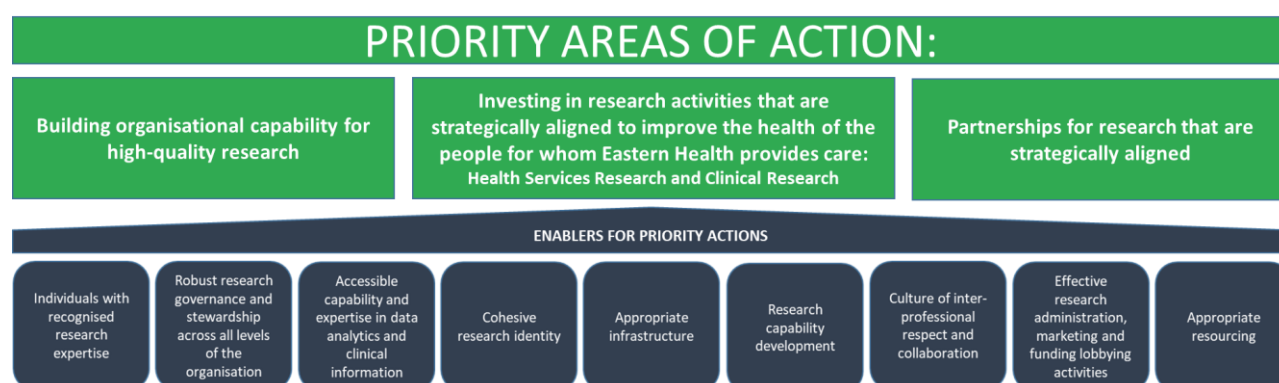 PRIORITY AREAS OF ACTION:
Building organisational capability for
high-quality research
Investing in research activities that are
strategically aligned to improve the health of the
people for whom Eastern Health provides care:
Health Services Research and Clinical Research
Partnerships for research that are
strategically aligned
ENABLERS FOR PRIORITY ACTIONS
Individuals with
recognised
research
expertise
Robust research
governance and
stewardship
across all levels
of the
organisation
Accessible
capability and
expertise in data
analytics and
clinical
information
Cohesive
research identity
Appropriate
infrastructure
Research
capability
development
Culture of inter-
professional
respect and
collaboration
Effective
research
administration,
marketing and
funding lobbying
activities
Appropriate
resourcing